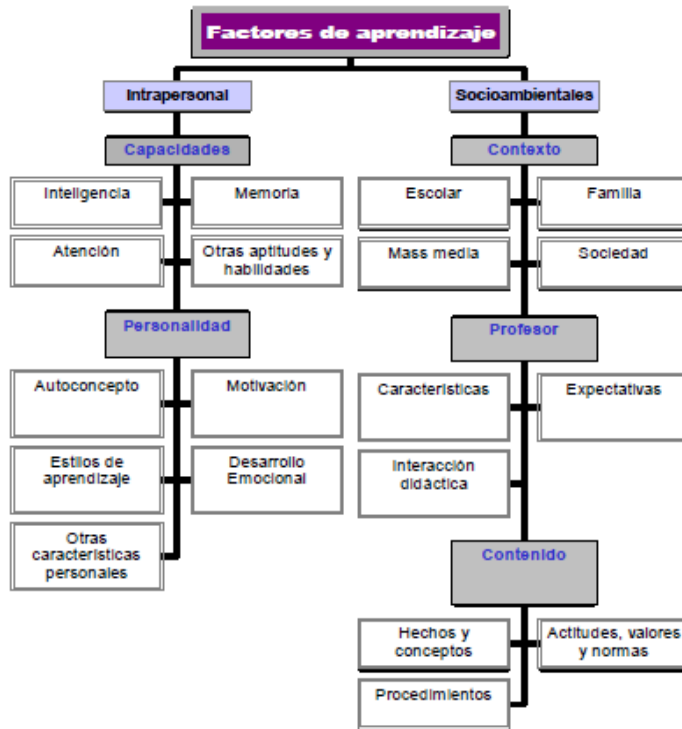 Factores de aprendizaje
Intrapersonal
Socioambientales
Capacidades
Contexto
Inteligencia
Memoria
Escolar
Familia
Atención
Otras aptitudes y
habilidades
Mass media
Sociedad
Personalidad
Profesor
Autoconcepto
Motivación
Características
Expectativas
Estilos de
aprendizaje
Desarrollo
Emocional
Interacción
didáctica
Otras
características
personales
Contenido
Hechos y
conceptos
Actitudes, valores
y normas
Procedimientos